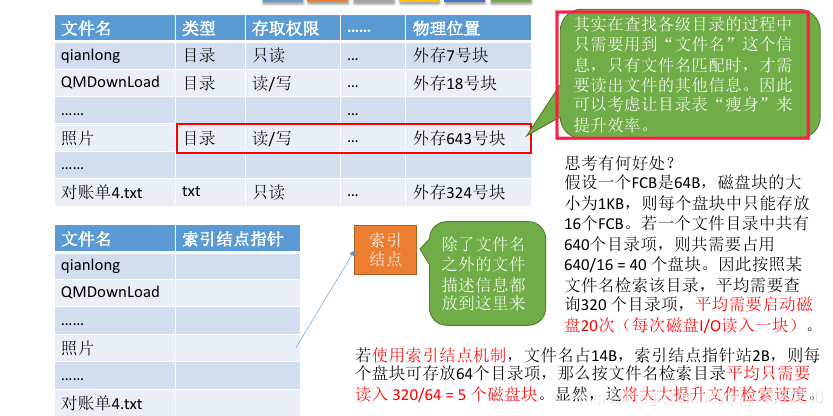 文件名 类型 存取权限 …… 物理位置
qianlong 目录 只读 ... 外存7号块
QMDownLoad 目录 读/写 ... 外存18号块
…… ...
照片 目录 读/写 ... 外存643号块
…… ...
对账单4.txt txt 只读 ... 外存324号块
其实在查找各级目录的过程中
只需要用到“文件名”这个信
息，只有文件名匹配时，才需
要读出文件的其他信息。因此
可以考虑让目录表“瘦身”来
提升效率。
文件名 索引结点指针
qianlong
QMDownLoad
……
照片
……
对账单4.txt
索引
结点
除了文件名
之外的文件
描述信息都
放到这里来
思考有何好处？
假设一个FCB是64B，磁盘块的大
小为1KB，则每个盘块中只能存放
16个FCB。若一个文件目录中共有
640个目录项，则共需要占用
640/16 = 40 个盘块。因此按照某
文件名检索该目录，平均需要查
询320 个目录项，平均需要启动磁
盘20次（每次磁盘I/O读入一块）。
若使用索引结点机制，文件名占14B，索引结点指针站2B，则每
个盘块可存放64个目录项，那么按文件名检索目录平均只需要
读入 320/64 = 5 个磁盘块。显然，这将大大提升文件检索速度。